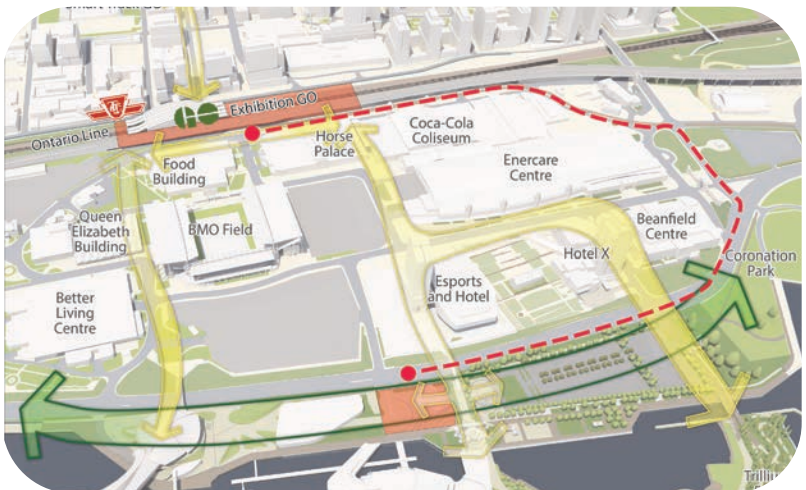 Exhibition GO
Ontario Line
Food
Building
Horse
Palace
Coca-Cola
Coliseum
Enercare
Centre
Queen
Elizabeth
Building
BMO Field
Hotel X
Beanfield
Centre
Coronation
Park
Better
Living
Centre
Esports
and Hotel